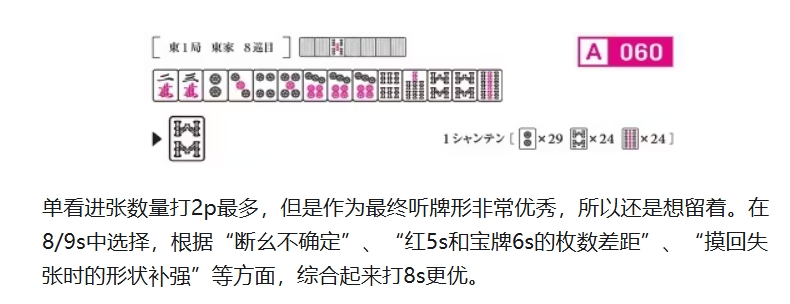 [ 東1局 東家 8巡目 ]
A 060
二萬 三萬
1シャンテン [ ×29 ×24 ×24 ]
单看进张数量打2p最多，但是作为最终听牌形非常优秀，所以还是想留着。在
8/9s中选择，根据“断幺不确定”、“红5s和宝牌6s的枚数差距”、“摸回失
张时的形状补强”等方面，综合起来打8s更优。